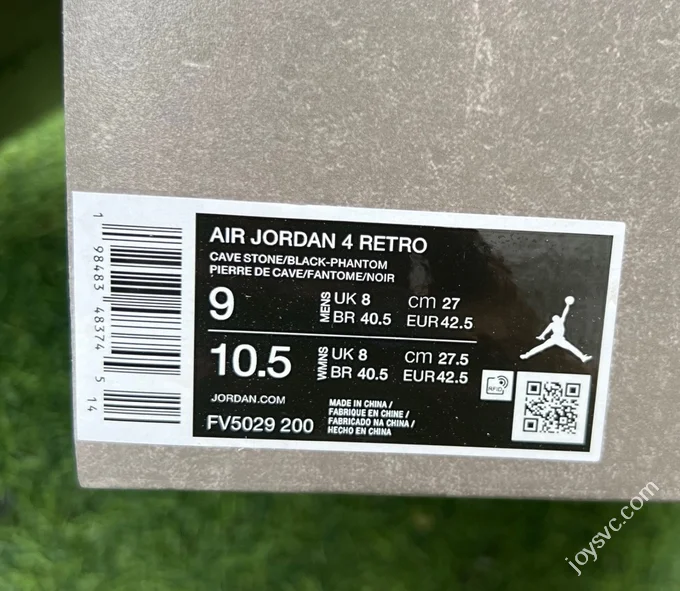 AIR JORDAN 4 RETRO
CAVE STONE/BLACK-PHANTOM
PIERRE DE CAVE/FANTOME/NOIR
9 MENS UK 8 cm 27
BR 40.5 EUR 42.5
10.5 WMNS UK 8 cm 27.5
BR 40.5 EUR 42.5
JORDAN.COM
FV5029 200
MADE IN CHINA /
FABRIQUE EN CHINE /
FABRICADO NA CHINA /
HECHO EN CHINA
RFID
1 98483 48374 5 14
joysvc.com